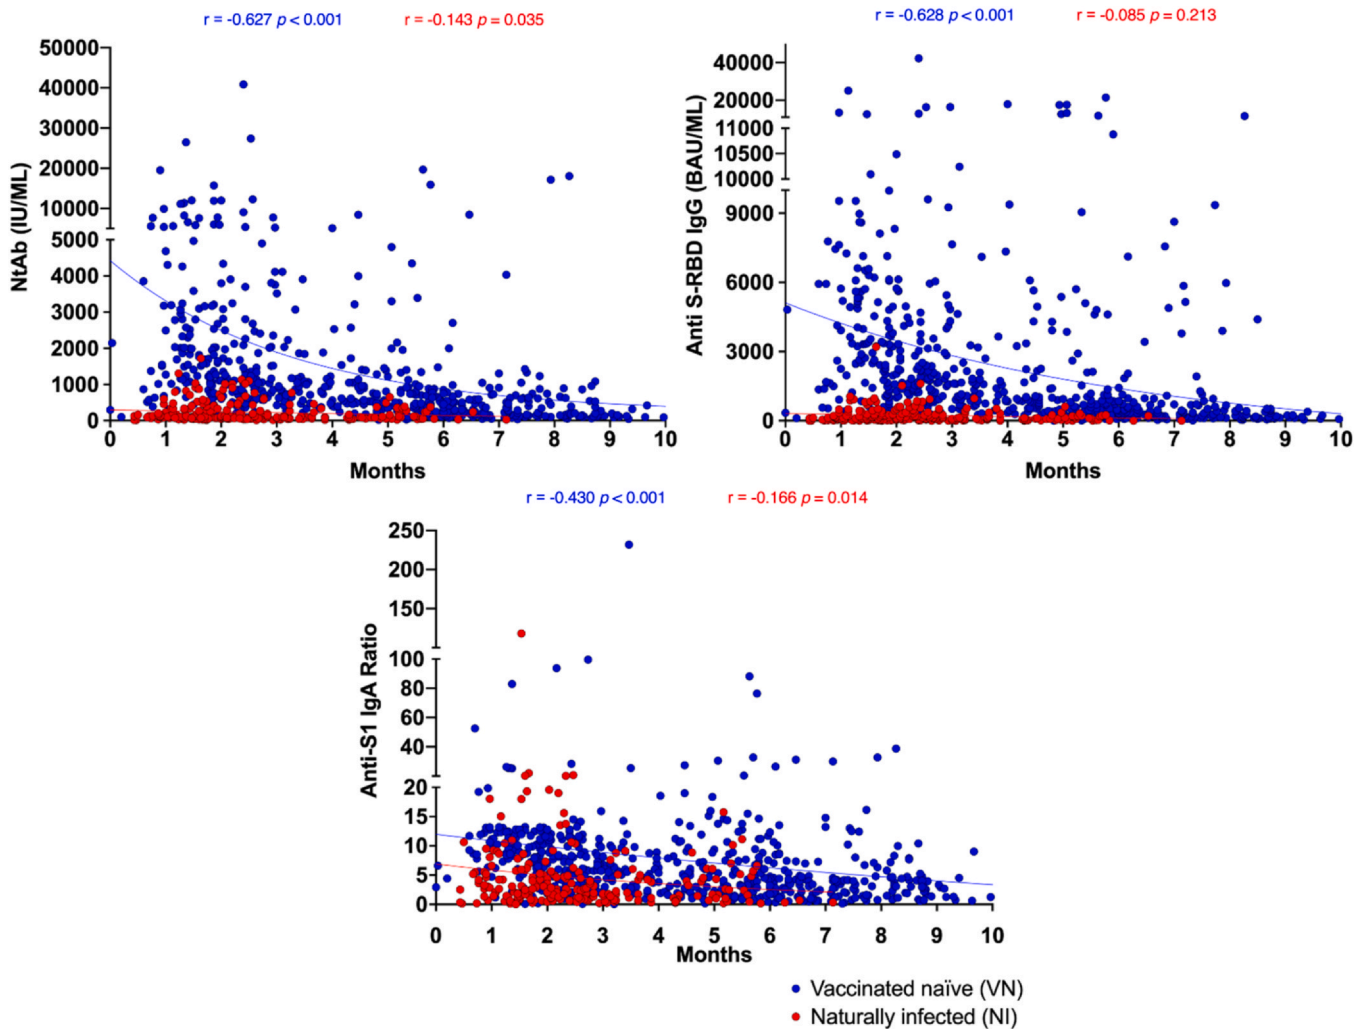 r = -0.627 p < 0.001 r = -0.143 p = 0.035
50000
40000
30000
20000
10000
5000
4000
3000
2000
1000
0
NtAb (IU/ML)
0 1 2 3 4 5 6 7 8 9 10
Months
r = -0.628 p < 0.001 r = -0.085 p = 0.213
40000
20000
11000
10500
10000
9000
6000
3000
0
Anti S-RBD IgG (BAU/ML)
0 1 2 3 4 5 6 7 8 9 10
Months
r = -0.430 p < 0.001 r = -0.166 p = 0.014
250
200
150
100
80
60
40
20
15
10
5
0
Anti-S1 IgA Ratio
0 1 2 3 4 5 6 7 8 9 10
Months
Vaccinated naïve (VN)
Naturally infected (NI)